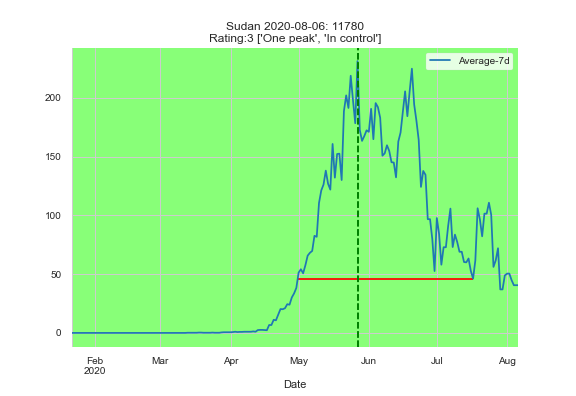 Sudan 2020-08-06: 11780
Rating:3 ['One peak', 'In control']
Average-7d
200
150
100
50
0
Feb
2020
Mar
Apr
May
Jun
Jul
Aug
Date